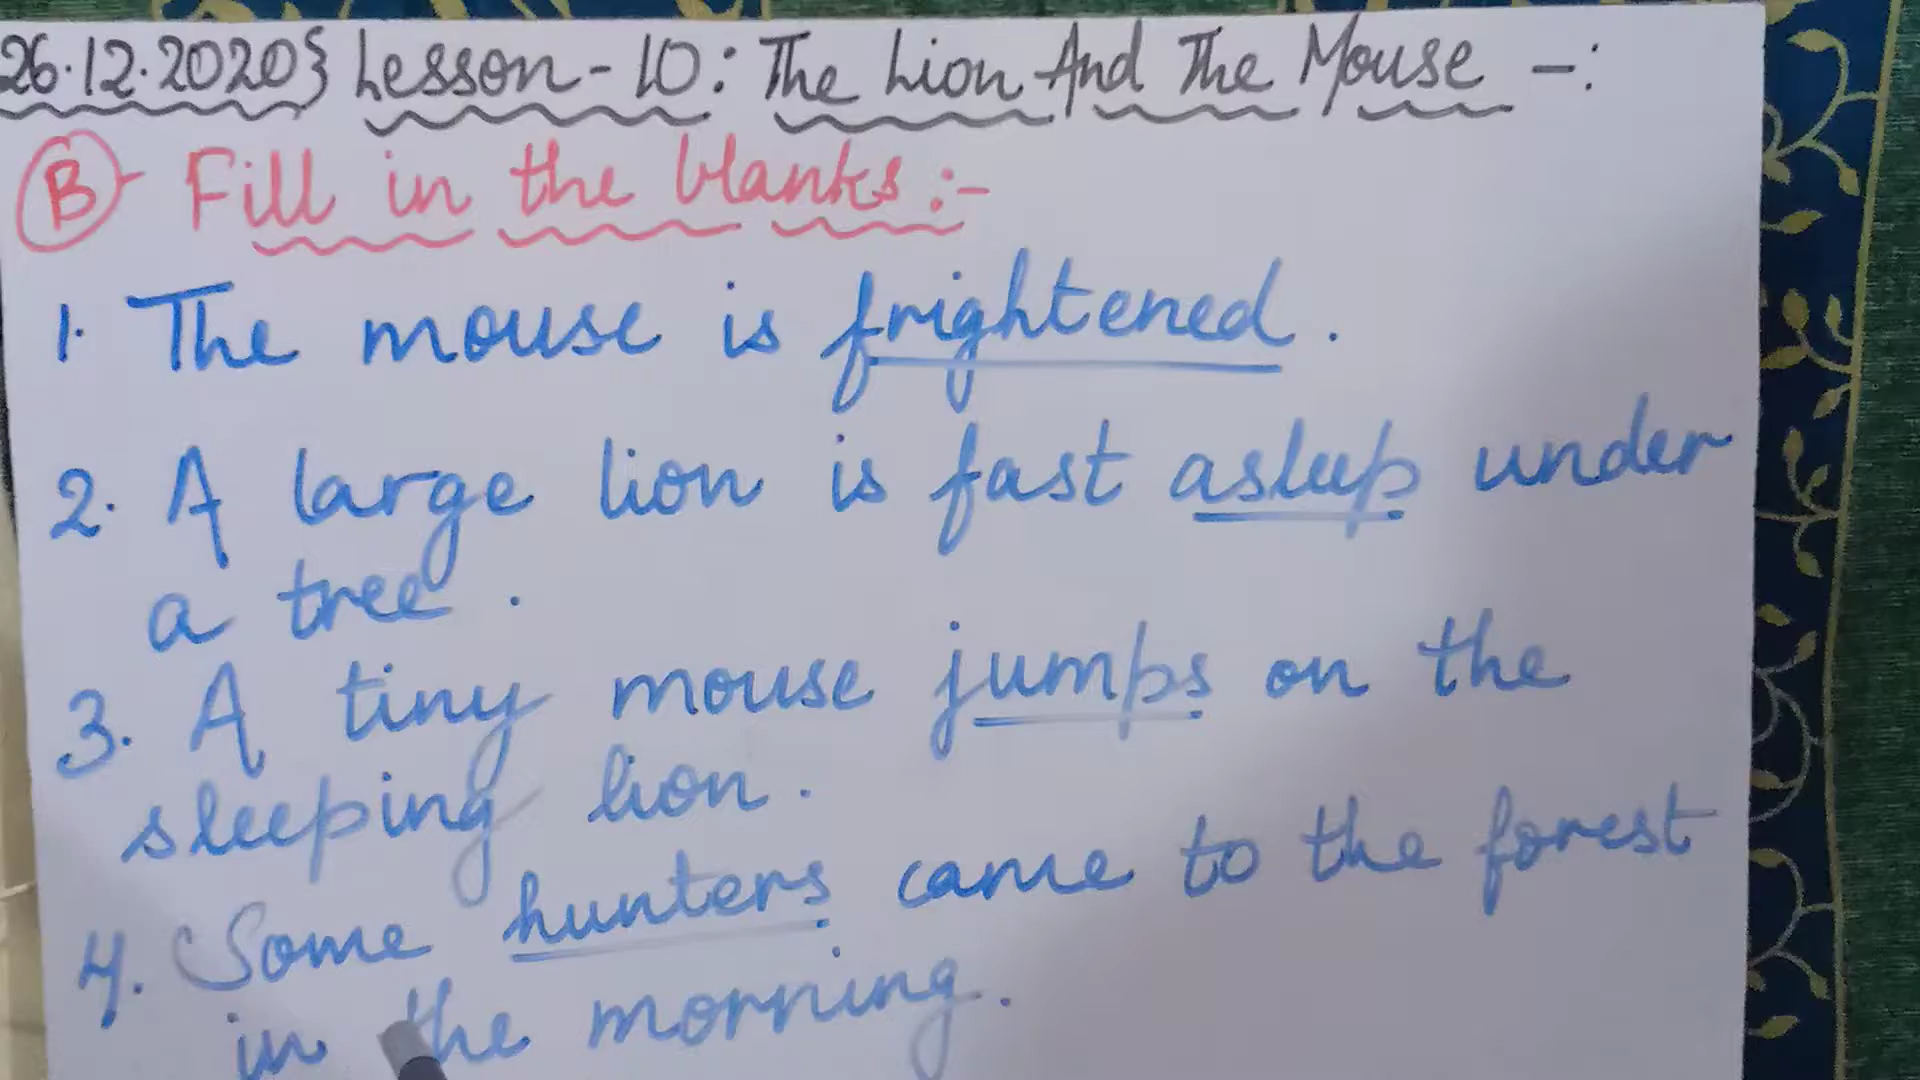 26.12.2020} Lesson-10: The Lion And The Mouse -:
B- Fill in the blanks:-
1. The mouse is frightened.
2. A large lion is fast asleep under
a tree.
3. A tiny mouse jumps on the
sleeping lion.
4. Some hunters came to the forest
in the morning.